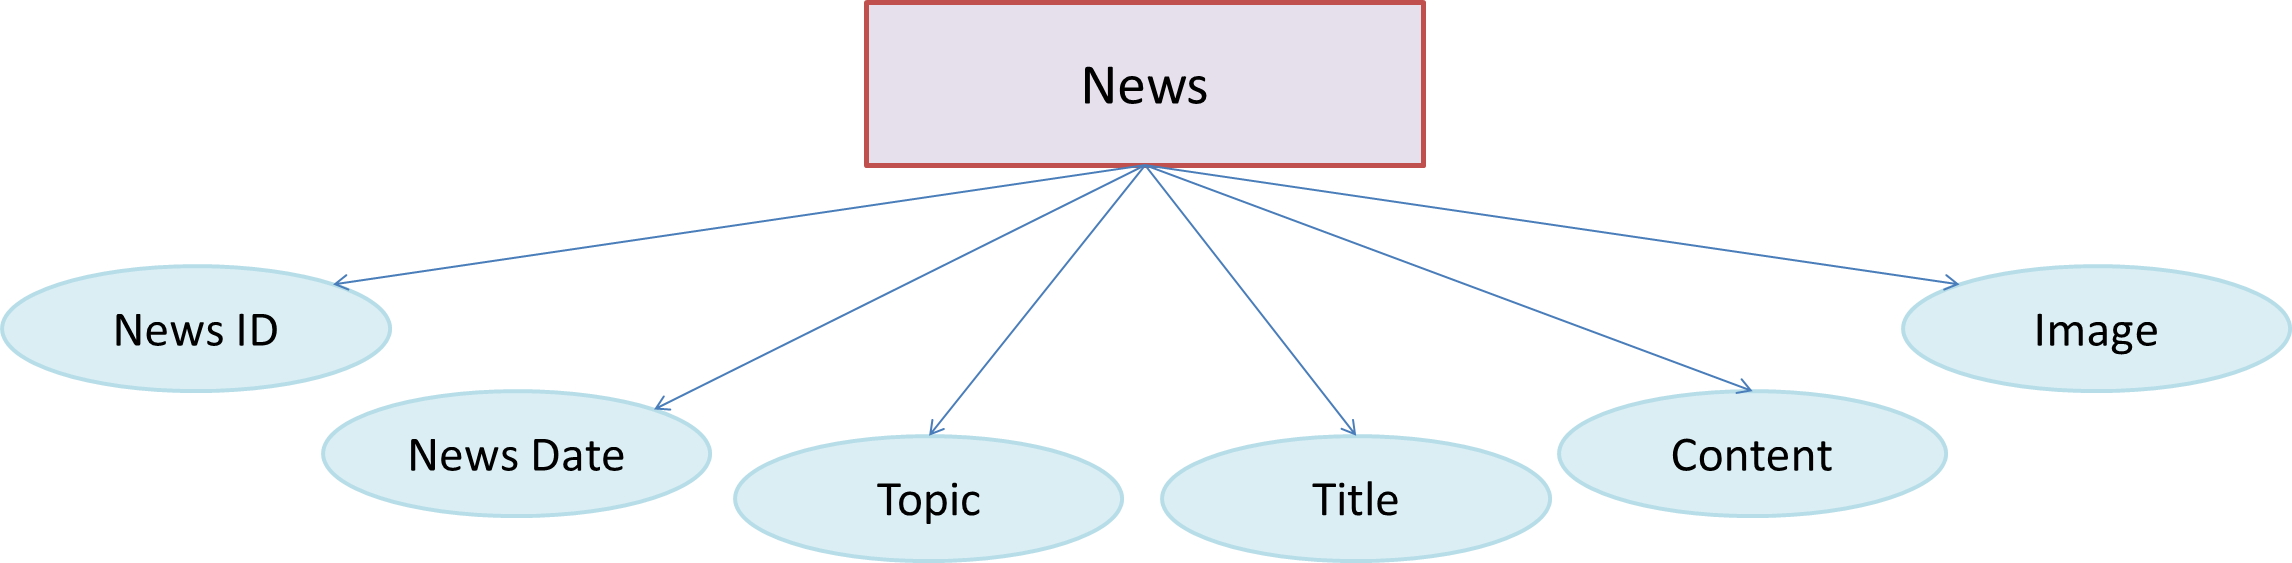 News
News ID
News Date
Topic
Title
Content
Image